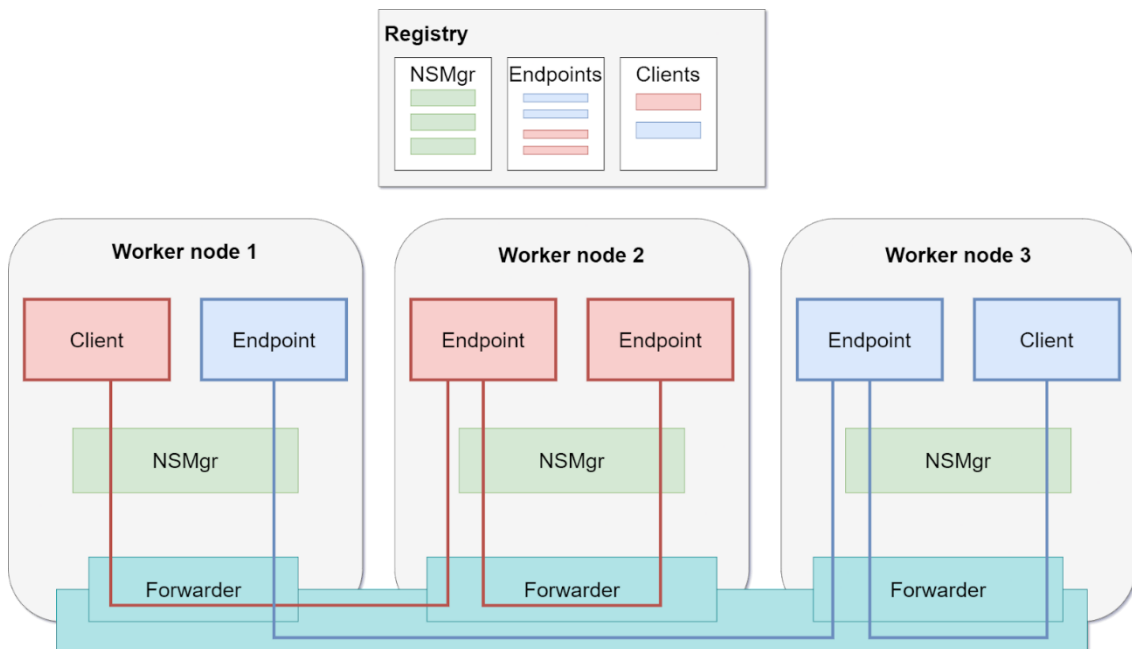 Registry
NSMgr Endpoints Clients
Worker node 1 Worker node 2 Worker node 3
Client Endpoint Endpoint Endpoint Endpoint Client
NSMgr NSMgr NSMgr
Forwarder Forwarder Forwarder